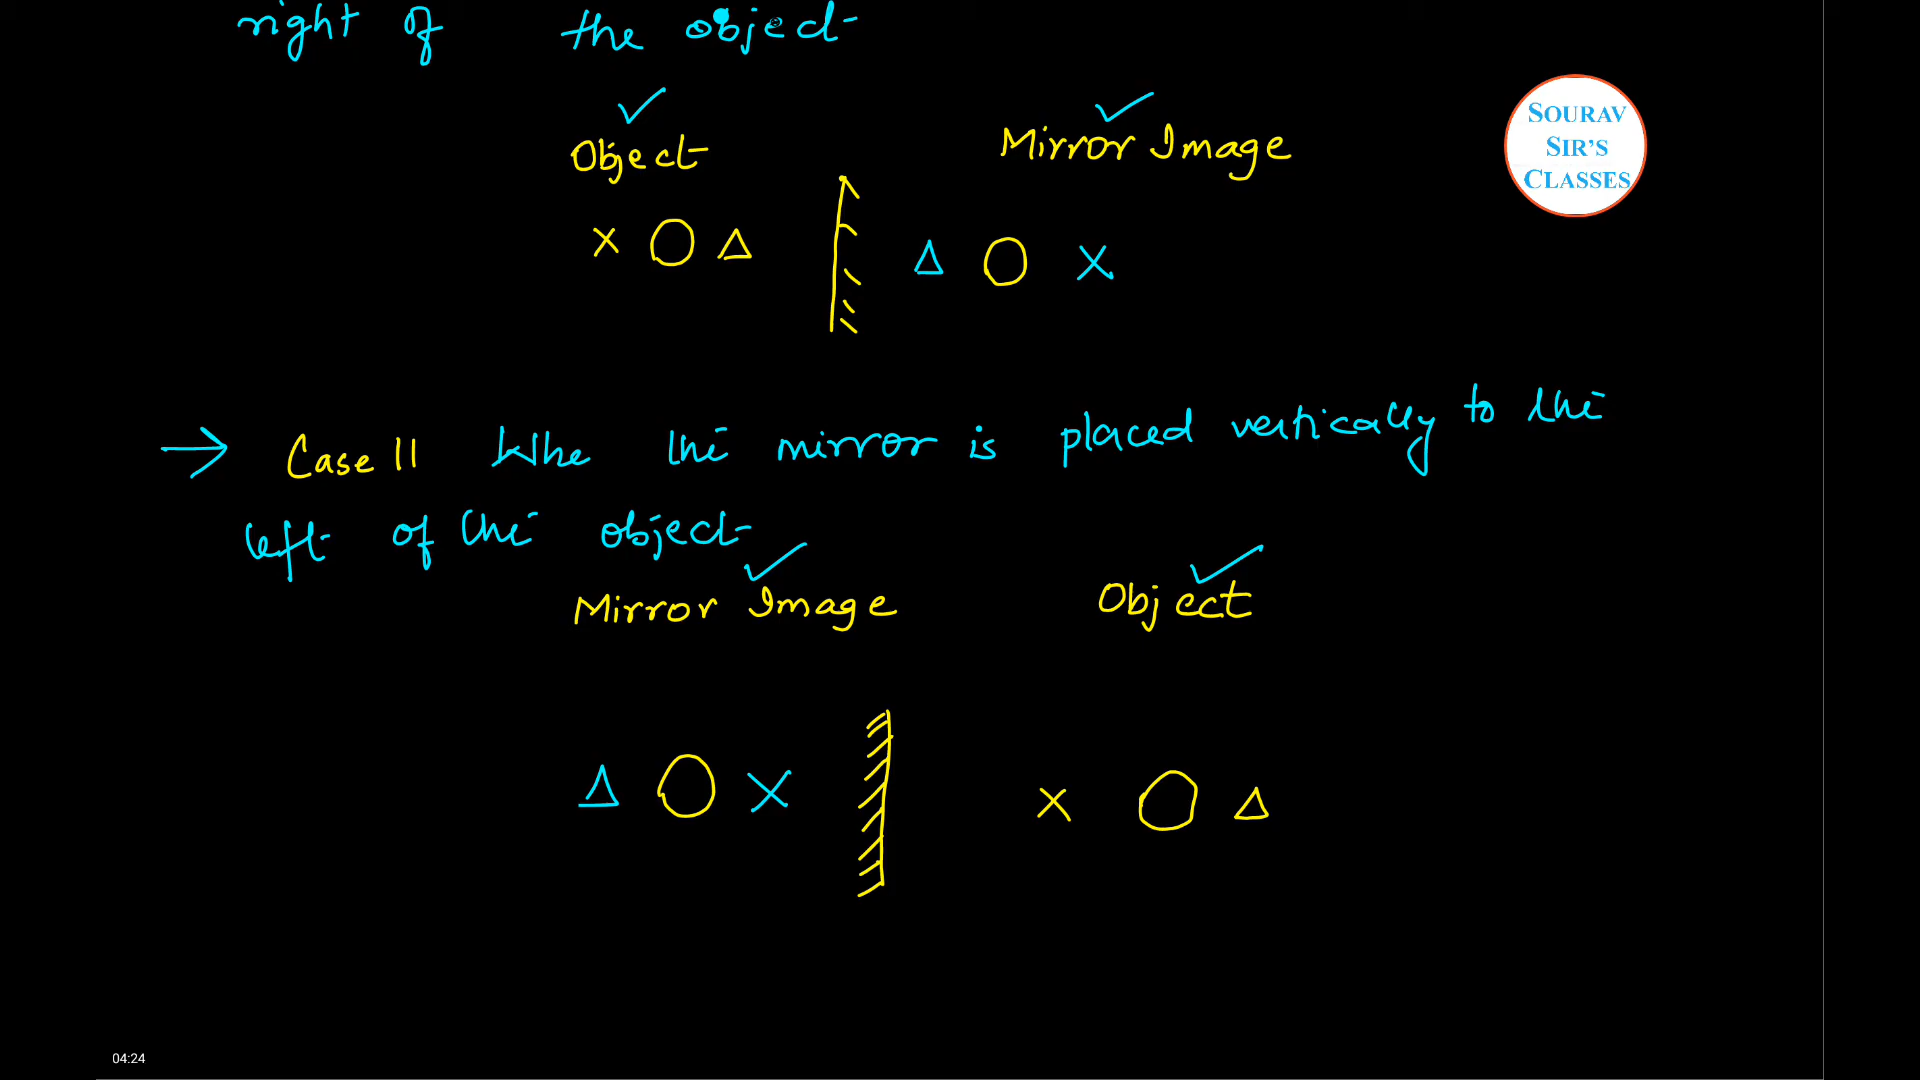 right of the object
SOURAV
SIR'S
CLASSES
Object Mirror Image
X O Δ Δ O X
→ Case II Whe the mirror is placed vertically to the
left of the object
Mirror Image Object
Δ O X X O Δ
04:24